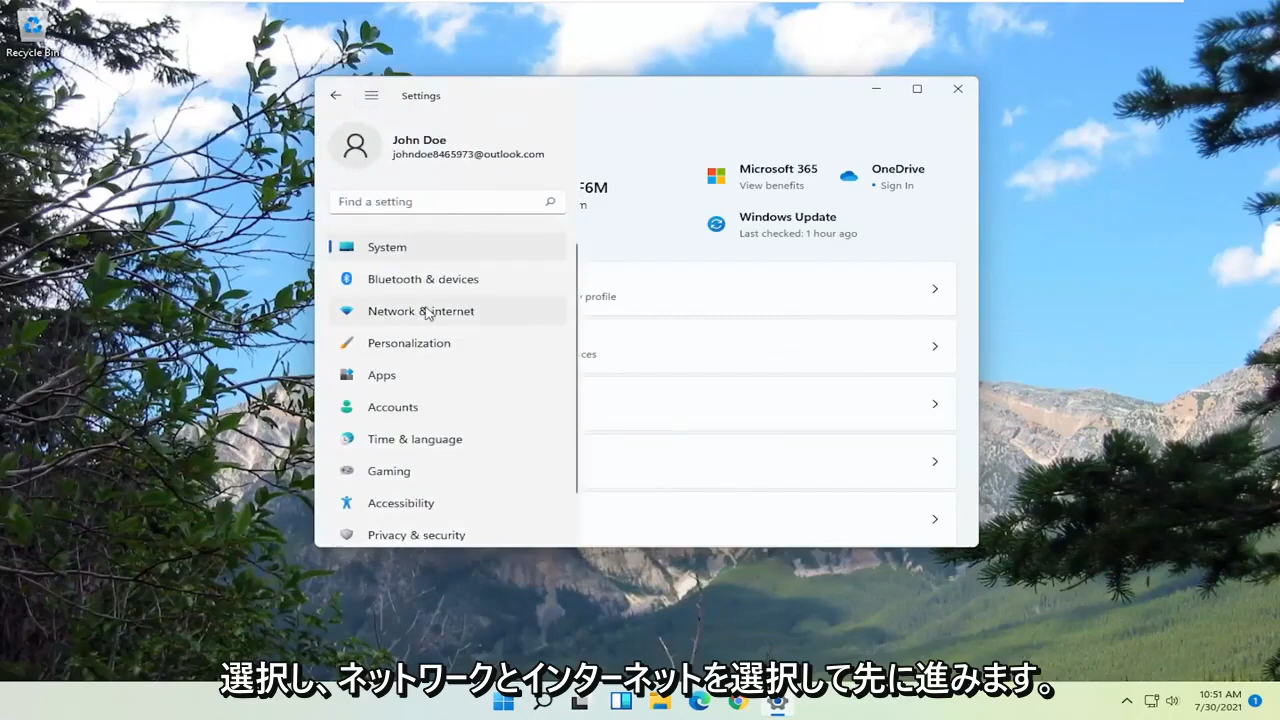 Recycle Bin
Settings
John Doe
johndoe8465973@outlook.com
Find a setting
System
Bluetooth & devices
Network & internet
Personalization
Apps
Accounts
Time & language
Gaming
Accessibility
Privacy & security
F6M
Microsoft 365
View benefits
OneDrive
• Sign In
Windows Update
Last checked: 1 hour ago
profile
ces
選択し、ネットワークとインターネットを選択して先に進みます。
10:51 AM
7/30/2021
1